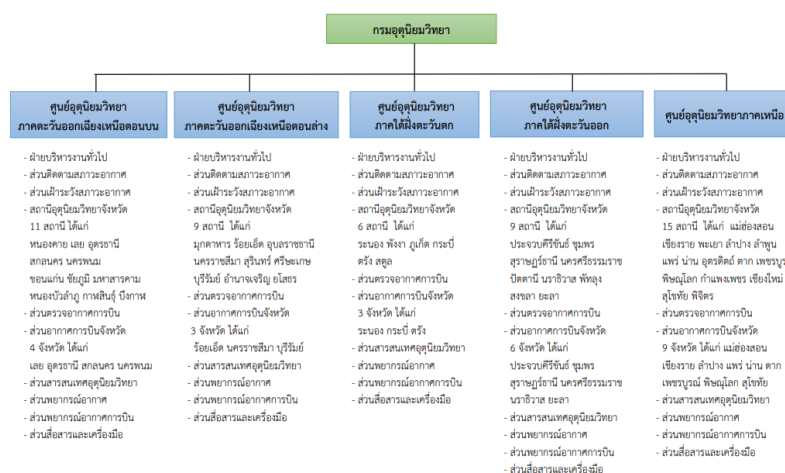 กรมอุตุนิยมวิทยา
ศูนย์อุตุนิยมวิทยา
ภาคตะวันออกเฉียงเหนือตอนบน
- ฝ่ายบริหารงานทั่วไป
- ส่วนติดตามสภาวะอากาศ
- ส่วนเฝ้าระวังสภาวะอากาศ
- สถานีอุตุนิยมวิทยาจังหวัด
11 สถานี ได้แก่
หนองคาย เลย อุดรธานี
สกลนคร นครพนม
ขอนแก่น ชัยภูมิ มหาสารคาม
หนองบัวลำภู กาฬสินธุ์ บึงกาฬ
- ส่วนตรวจอากาศการบิน
- ส่วนอากาศการบินจังหวัด
4 จังหวัด ได้แก่
เลย อุดรธานี สกลนคร นครพนม
- ส่วนสารสนเทศอุตุนิยมวิทยา
- ส่วนพยากรณ์อากาศ
- ส่วนพยากรณ์อากาศการบิน
- ส่วนสื่อสารและเครื่องมือ
ศูนย์อุตุนิยมวิทยา
ภาคตะวันออกเฉียงเหนือตอนล่าง
- ฝ่ายบริหารงานทั่วไป
- ส่วนติดตามสภาวะอากาศ
- ส่วนเฝ้าระวังสภาวะอากาศ
- สถานีอุตุนิยมวิทยาจังหวัด
9 สถานี ได้แก่
มุกดาหาร ร้อยเอ็ด อุบลราชธานี
นครราชสีมา สุรินทร์ ศรีษะเกษ
บุรีรัมย์ อำนาจเจริญ ยโสธร
- ส่วนตรวจอากาศการบิน
- ส่วนอากาศการบินจังหวัด
3 จังหวัด ได้แก่
ร้อยเอ็ด นครราชสีมา บุรีรัมย์
- ส่วนสารสนเทศอุตุนิยมวิทยา
- ส่วนพยากรณ์อากาศ
- ส่วนพยากรณ์อากาศการบิน
- ส่วนสื่อสารและเครื่องมือ
ศูนย์อุตุนิยมวิทยา
ภาคใต้ฝั่งตะวันตก
- ฝ่ายบริหารงานทั่วไป
- ส่วนติดตามสภาวะอากาศ
- ส่วนเฝ้าระวังสภาวะอากาศ
- สถานีอุตุนิยมวิทยาจังหวัด
6 สถานี ได้แก่
ระนอง พังงา ภูเก็ต กระบี่
ตรัง สตูล
- ส่วนตรวจอากาศการบิน
- ส่วนอากาศการบินจังหวัด
3 จังหวัด ได้แก่
ระนอง กระบี่ ตรัง
- ส่วนสารสนเทศอุตุนิยมวิทยา
- ส่วนพยากรณ์อากาศ
- ส่วนพยากรณ์อากาศการบิน
- ส่วนสื่อสารและเครื่องมือ
ศูนย์อุตุนิยมวิทยา
ภาคใต้ฝั่งตะวันออก
- ฝ่ายบริหารงานทั่วไป
- ส่วนติดตามสภาวะอากาศ
- ส่วนเฝ้าระวังสภาวะอากาศ
- สถานีอุตุนิยมวิทยาจังหวัด
9 สถานี ได้แก่
ประจวบคีรีขันธ์ ชุมพร
สุราษฎร์ธานี นครศรีธรรมราช
ปัตตานี นราธิวาส พัทลุง
สงขลา ยะลา
- ส่วนตรวจอากาศการบิน
- ส่วนอากาศการบินจังหวัด
6 จังหวัด ได้แก่
ประจวบคีรีขันธ์ ชุมพร
สุราษฎร์ธานี นครศรีธรรมราช
นราธิวาส ยะลา
- ส่วนสารสนเทศอุตุนิยมวิทยา
- ส่วนพยากรณ์อากาศ
- ส่วนพยากรณ์อากาศการบิน
- ส่วนสื่อสารและเครื่องมือ
ศูนย์อุตุนิยมวิทยาภาคเหนือ
- ฝ่ายบริหารงานทั่วไป
- ส่วนติดตามสภาวะอากาศ
- ส่วนเฝ้าระวังสภาวะอากาศ
- สถานีอุตุนิยมวิทยาจังหวัด
15 สถานี ได้แก่ แม่ฮ่องสอน
เชียงราย พะเยา ลำปาง ลำพูน
แพร่ น่าน อุตรดิตถ์ ตาก เพชรบูร
พิษณุโลก กำแพงเพชร เชียงใหม่
สุโขทัย พิจิตร
- ส่วนตรวจอากาศการบิน
- ส่วนอากาศการบินจังหวัด
9 จังหวัด ได้แก่ แม่ฮ่องสอน
เชียงราย ลำปาง แพร่ น่าน ตาก
เพชรบูรณ์ พิษณุโลก สุโขทัย
- ส่วนสารสนเทศอุตุนิยมวิทยา
- ส่วนพยากรณ์อากาศ
- ส่วนพยากรณ์อากาศการบิน
- ส่วนสื่อสารและเครื่องมือ